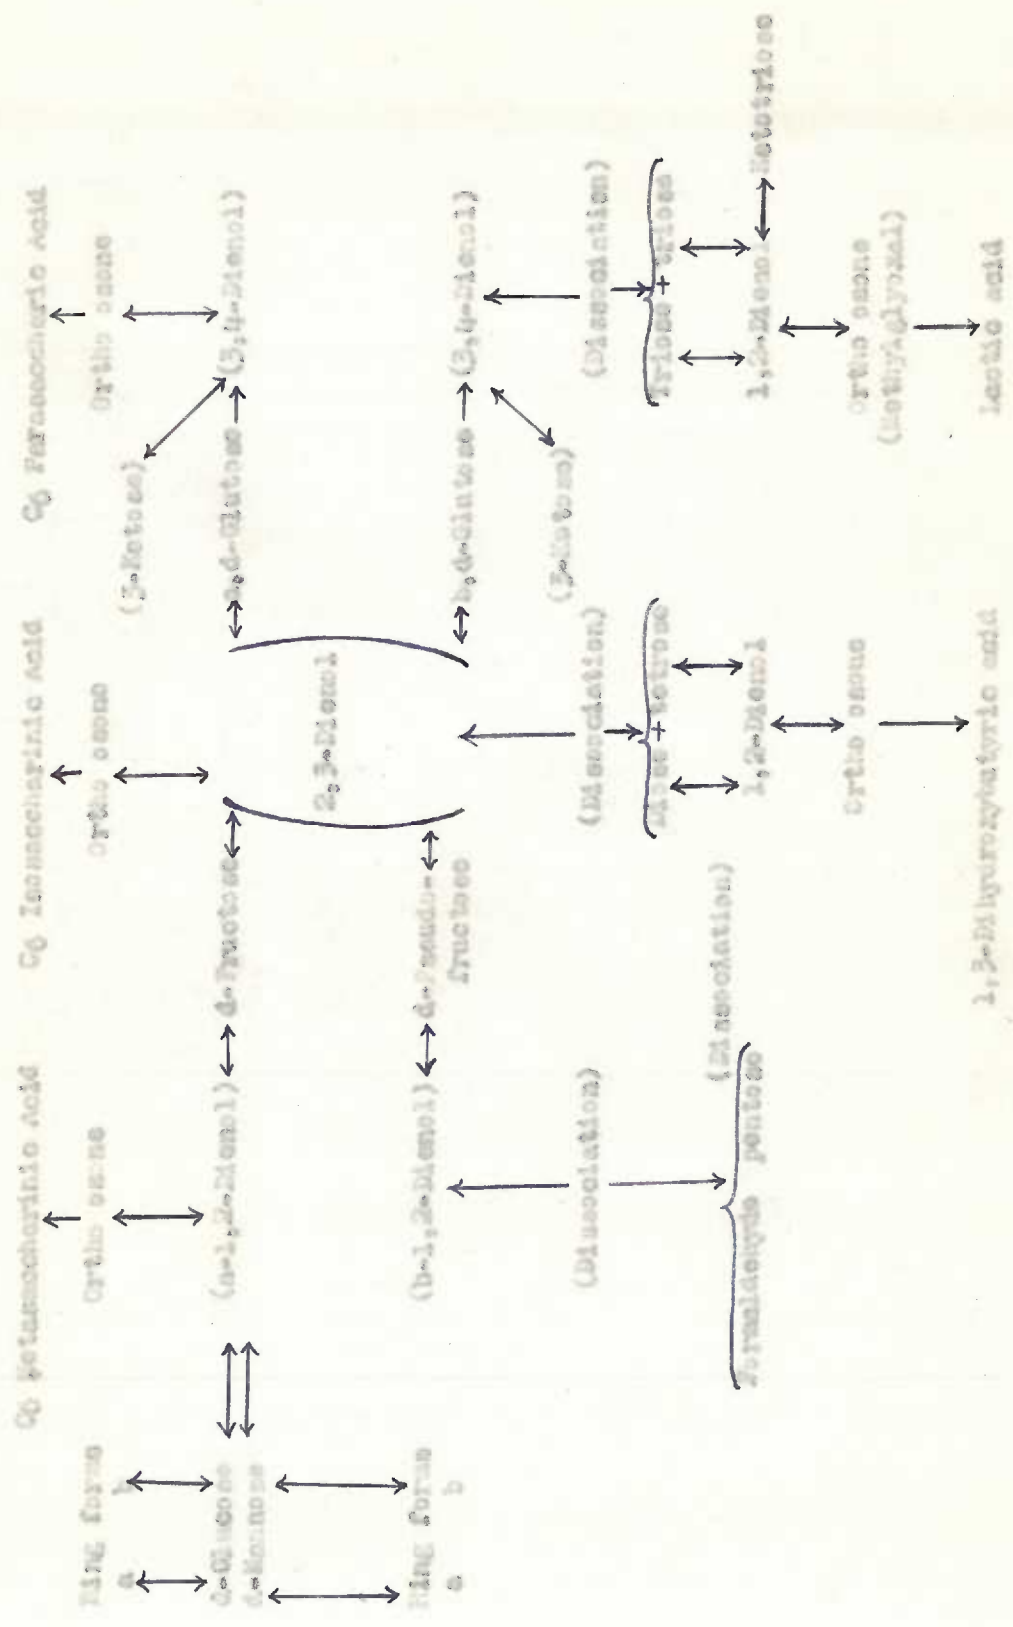 C6 Metasaccharinic Acid C6 Isosaccharinic Acid C6 Parasaccharic Acid
Ring forms Ortho osone Ortho osone Ortho osone
a b (3-Ketose)
d-Glucose (a-1,2-Dienol) d-Fructose a,d-Glutose (3,4-Dienol)
d-Mannose
2,3-Dienol
Ring forms (b-1,2-Dienol) d-Pseudo- b,d-Glutose (3,4-Dienol)
a b fructose
(3-Ketose)
(Dissociation) (Dissociation) (Dissociation)
Diose + tetrose Triose + triose
(Dissociation)
Formaldehyde pentose 1,2-Dienol 1,2-Dienol Ketotriose
Ortho osone Ortho osone
(Methylglyoxal)
1,3-Dihydroxybutyric acid Lactic acid